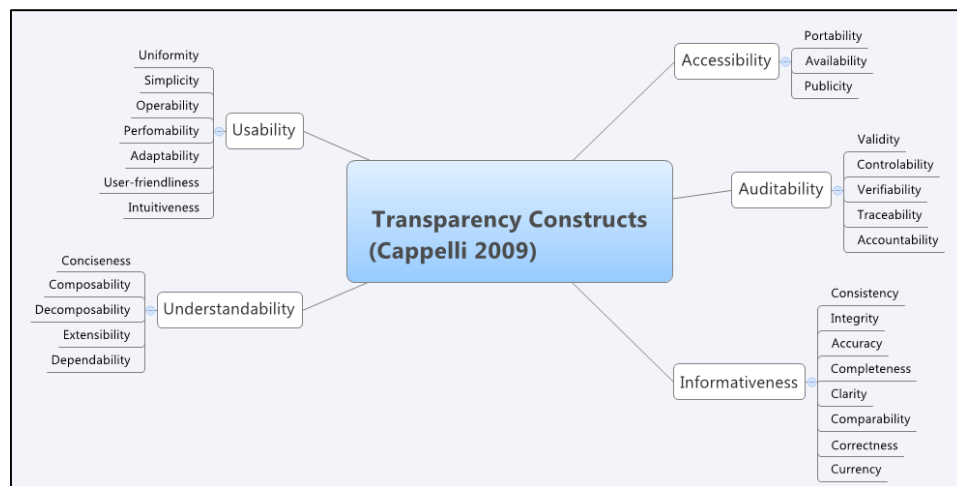 Transparency Constructs
(Cappelli 2009)
Usability
Uniformity
Simplicity
Operability
Perfomability
Adaptability
User-friendliness
Intuitiveness
Understandability
Conciseness
Composability
Decomposability
Extensibility
Dependability
Accessibility
Portability
Availability
Publicity
Auditability
Validity
Controlability
Verifiability
Traceability
Accountability
Informativeness
Consistency
Integrity
Accuracy
Completeness
Clarity
Comparability
Correctness
Currency